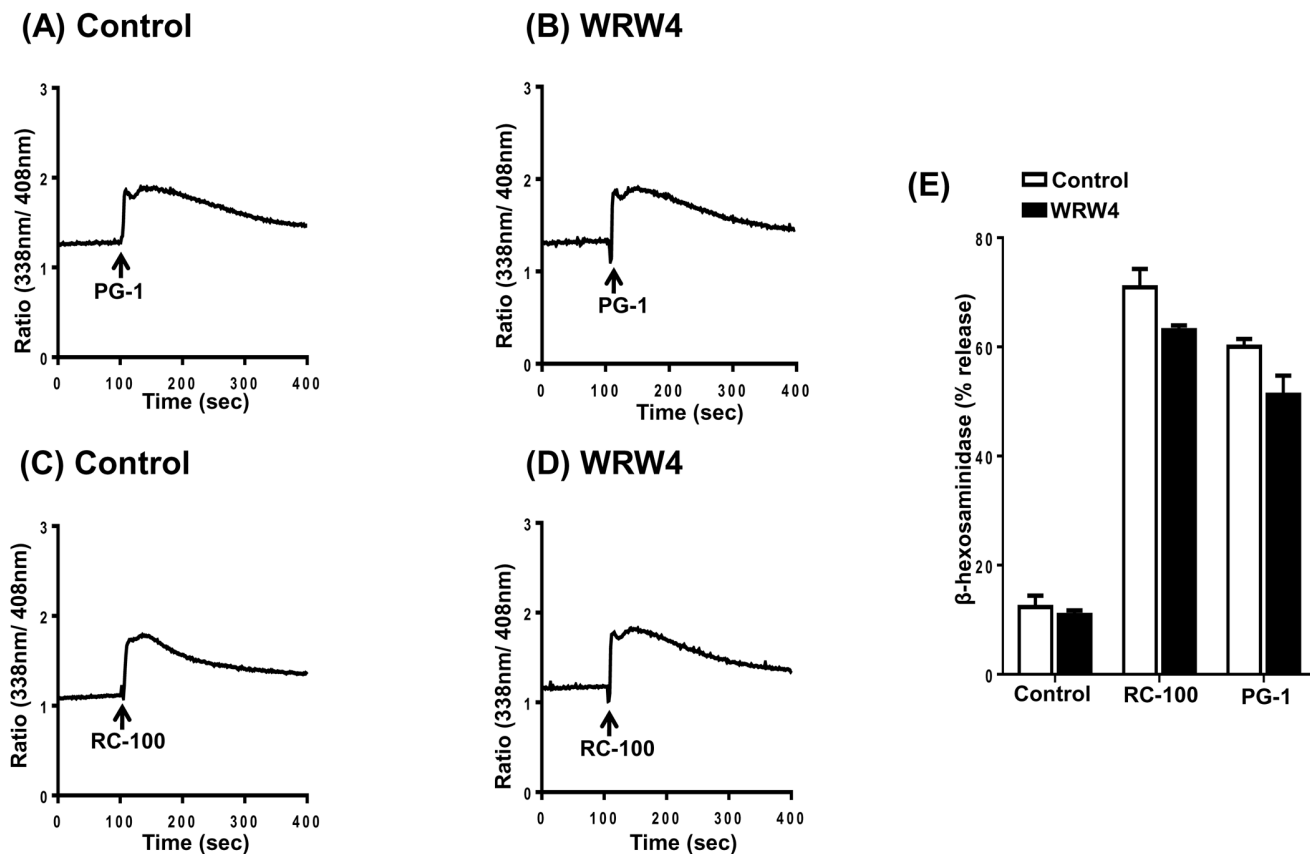 (A) Control
(B) WRW4
Ratio (338nm/ 408nm)
3
2
1
0
PG-1
0 100 200 300 400
Time (sec)
Ratio (338nm/ 408nm)
3
2
1
0
PG-1
0 100 200 300 400
Time (sec)
(C) Control
(D) WRW4
Ratio (338nm/ 408nm)
3
2
1
0
RC-100
0 100 200 300 400
Time (sec)
Ratio (338nm/ 408nm)
3
2
1
0
RC-100
0 100 200 300 400
Time (sec)
(E)
Control
WRW4
β-hexosaminidase (% release)
80
60
40
20
0
Control RC-100 PG-1